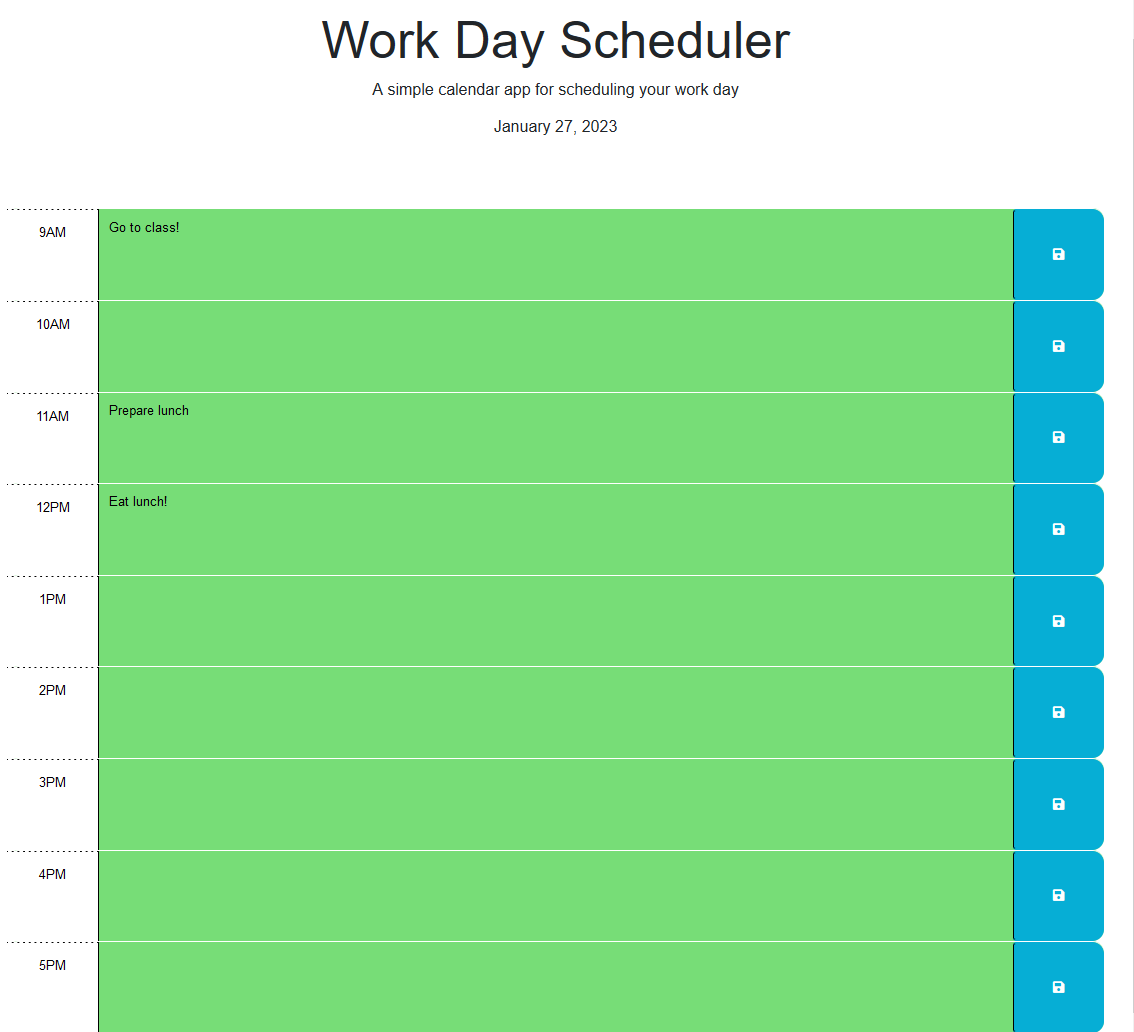 Work Day Scheduler
A simple calendar app for scheduling your work day
January 27, 2023
9AM
Go to class!
10AM
11AM
Prepare lunch
12PM
Eat lunch!
1PM
2PM
3PM
4PM
5PM